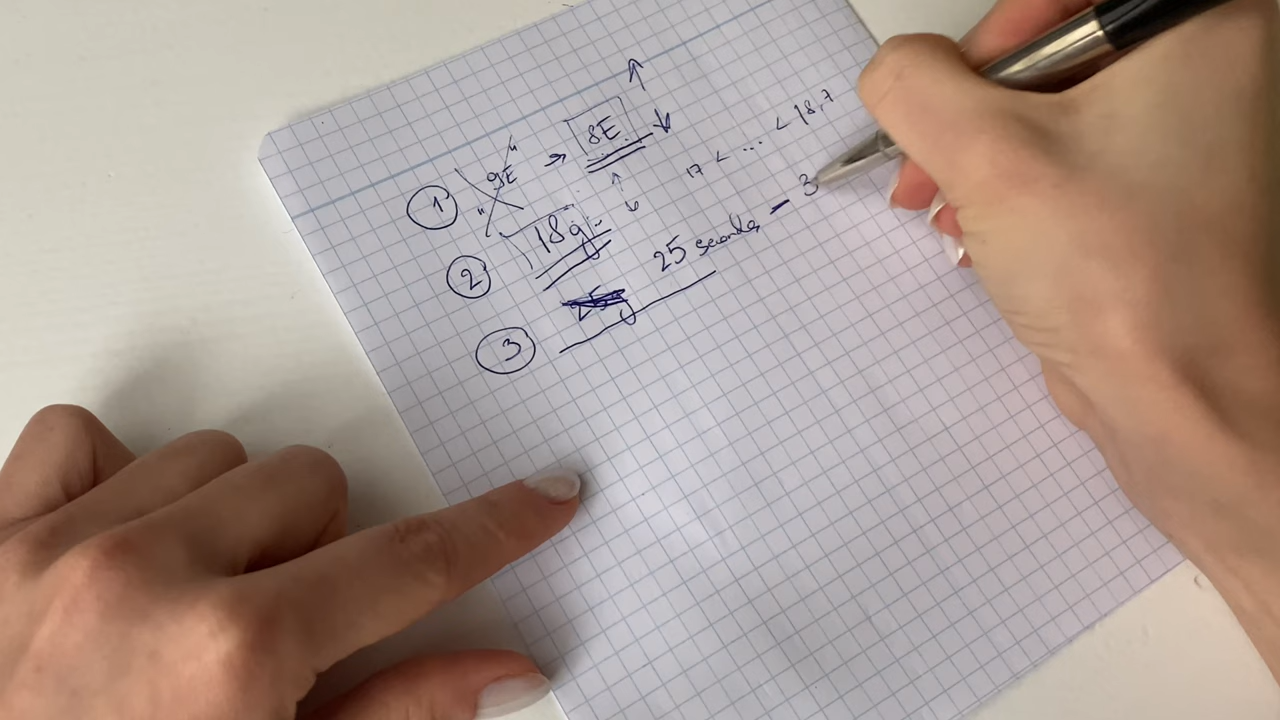 ① "9E" → 8E ↑ ↓
② 18g. 17 < ... < 18,7
25 seconds - 3
③